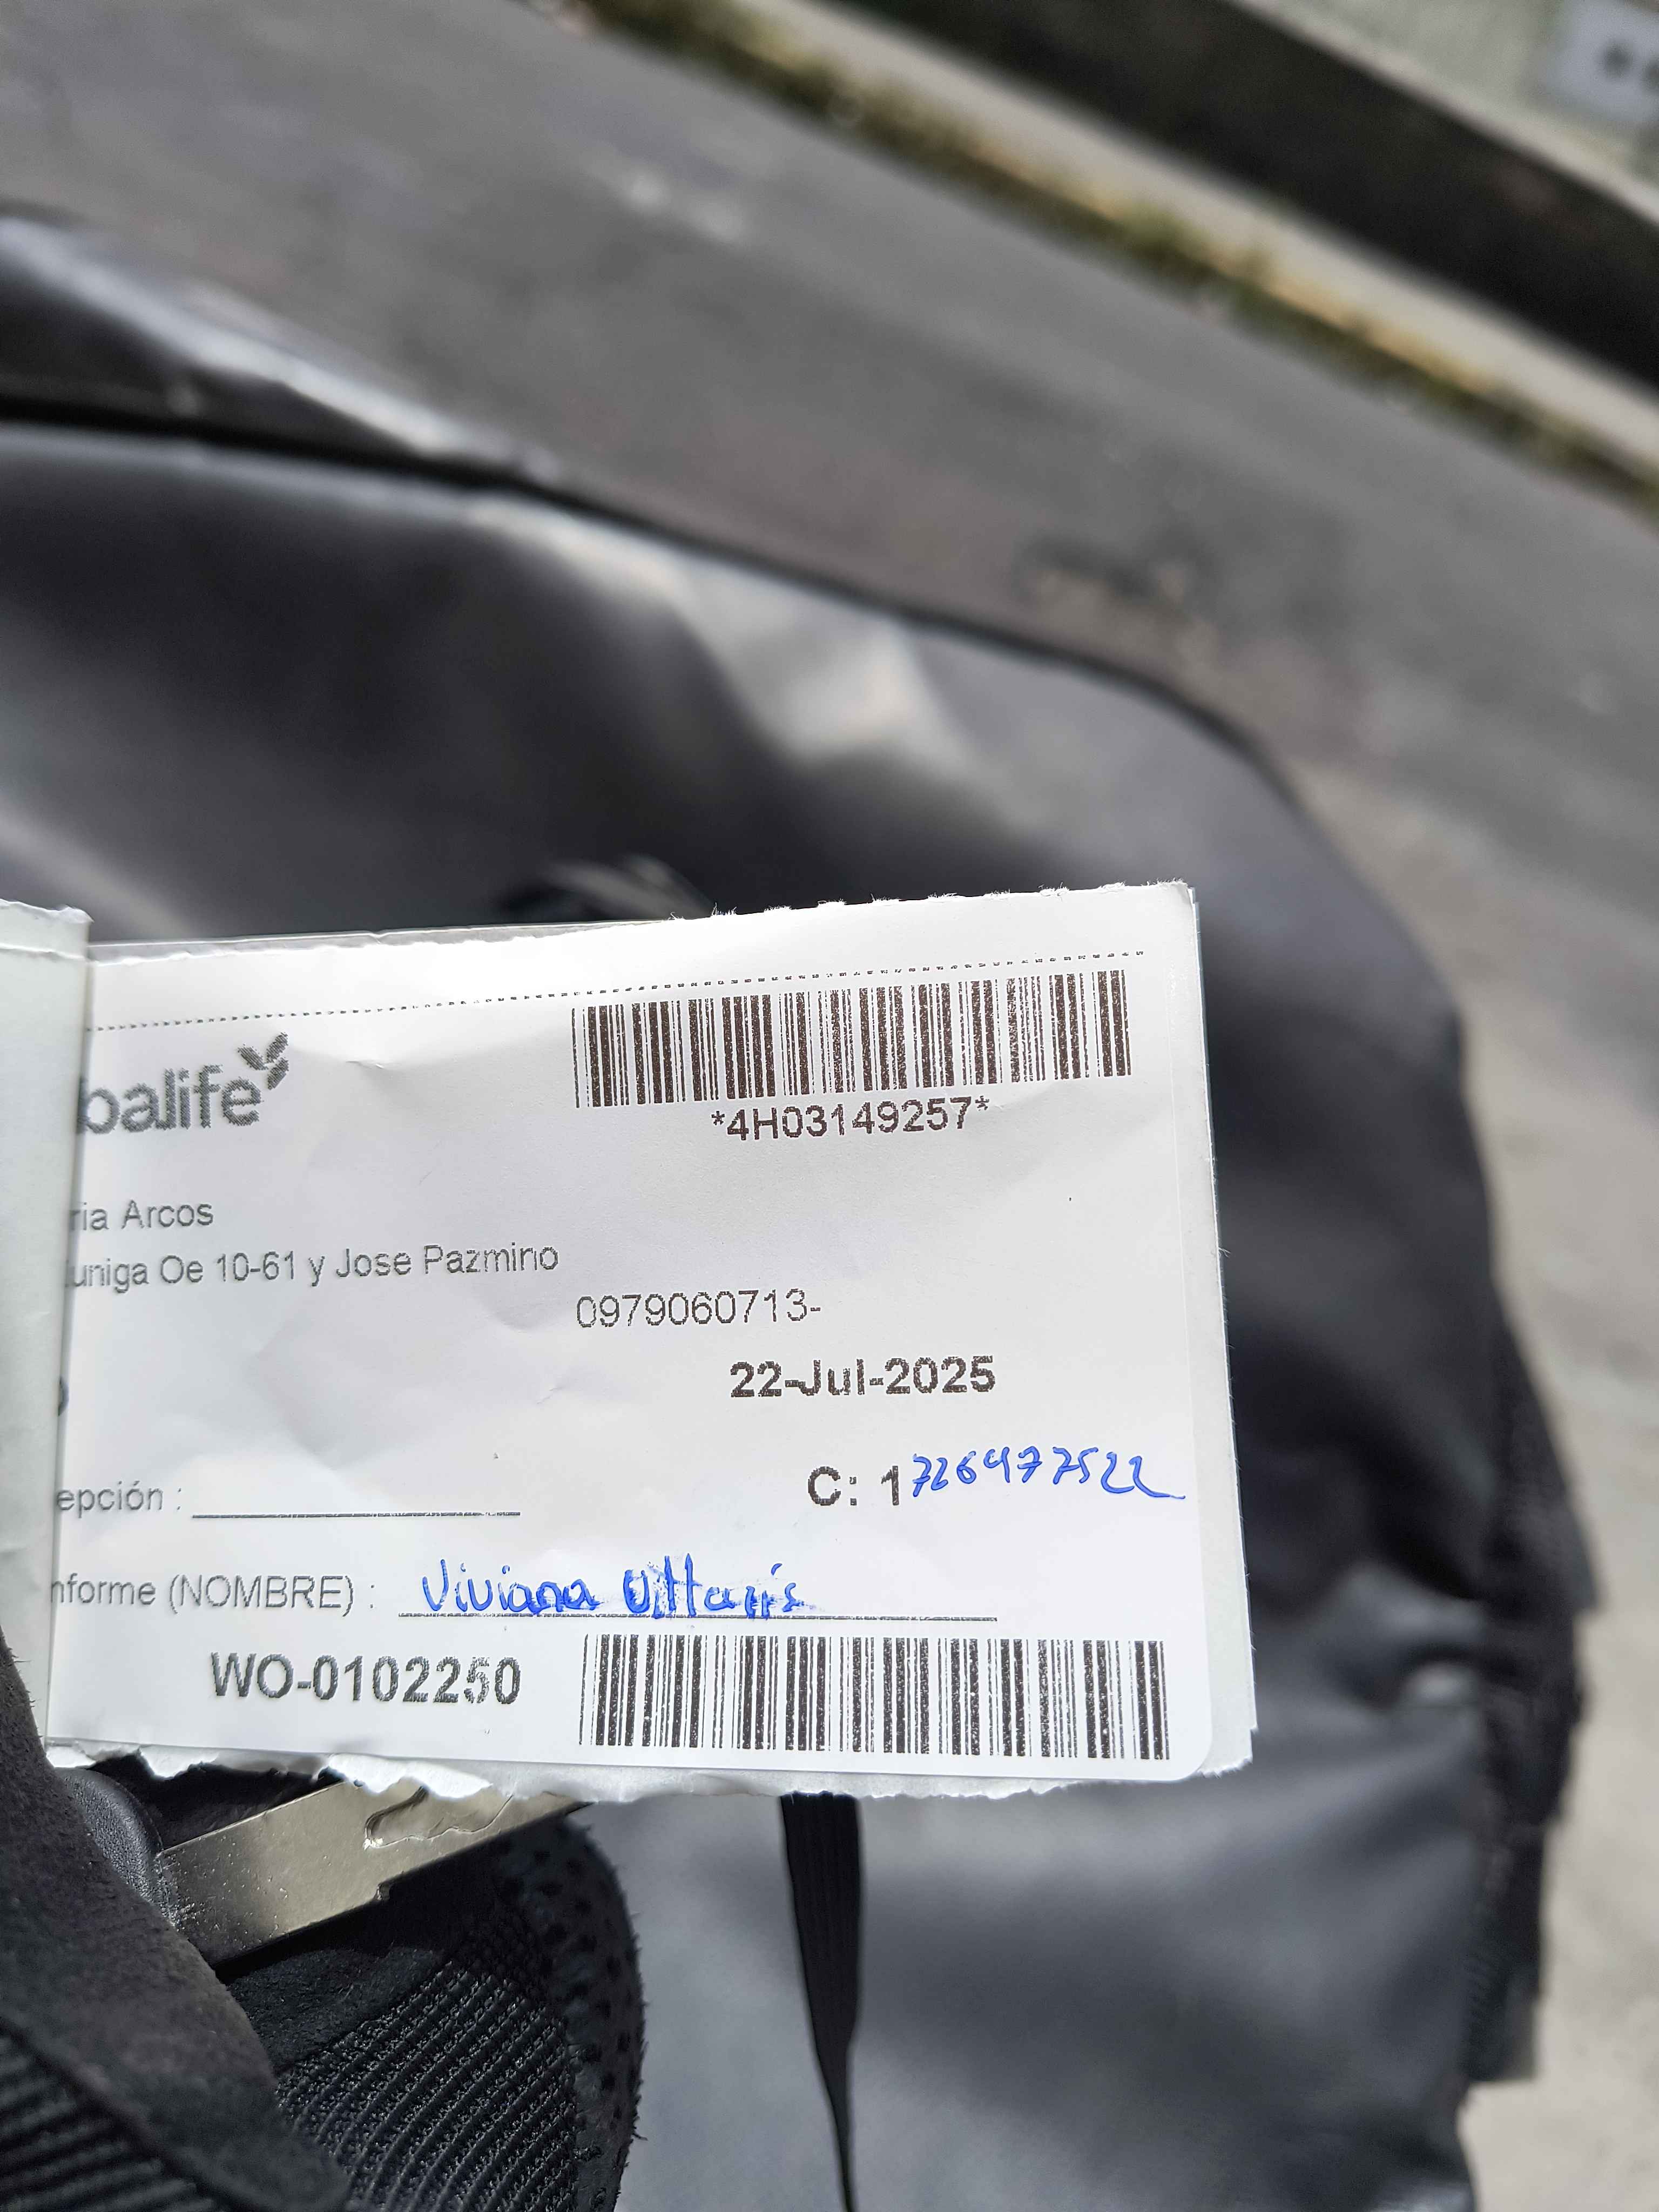 balife
*4H03149257*
ria Arcos
uniga Oe 10-61 y Jose Pazmino
0979060713-
22-Jul-2025
epción :
C: 1726497522
nforme (NOMBRE) : Viviana
WO-0102250